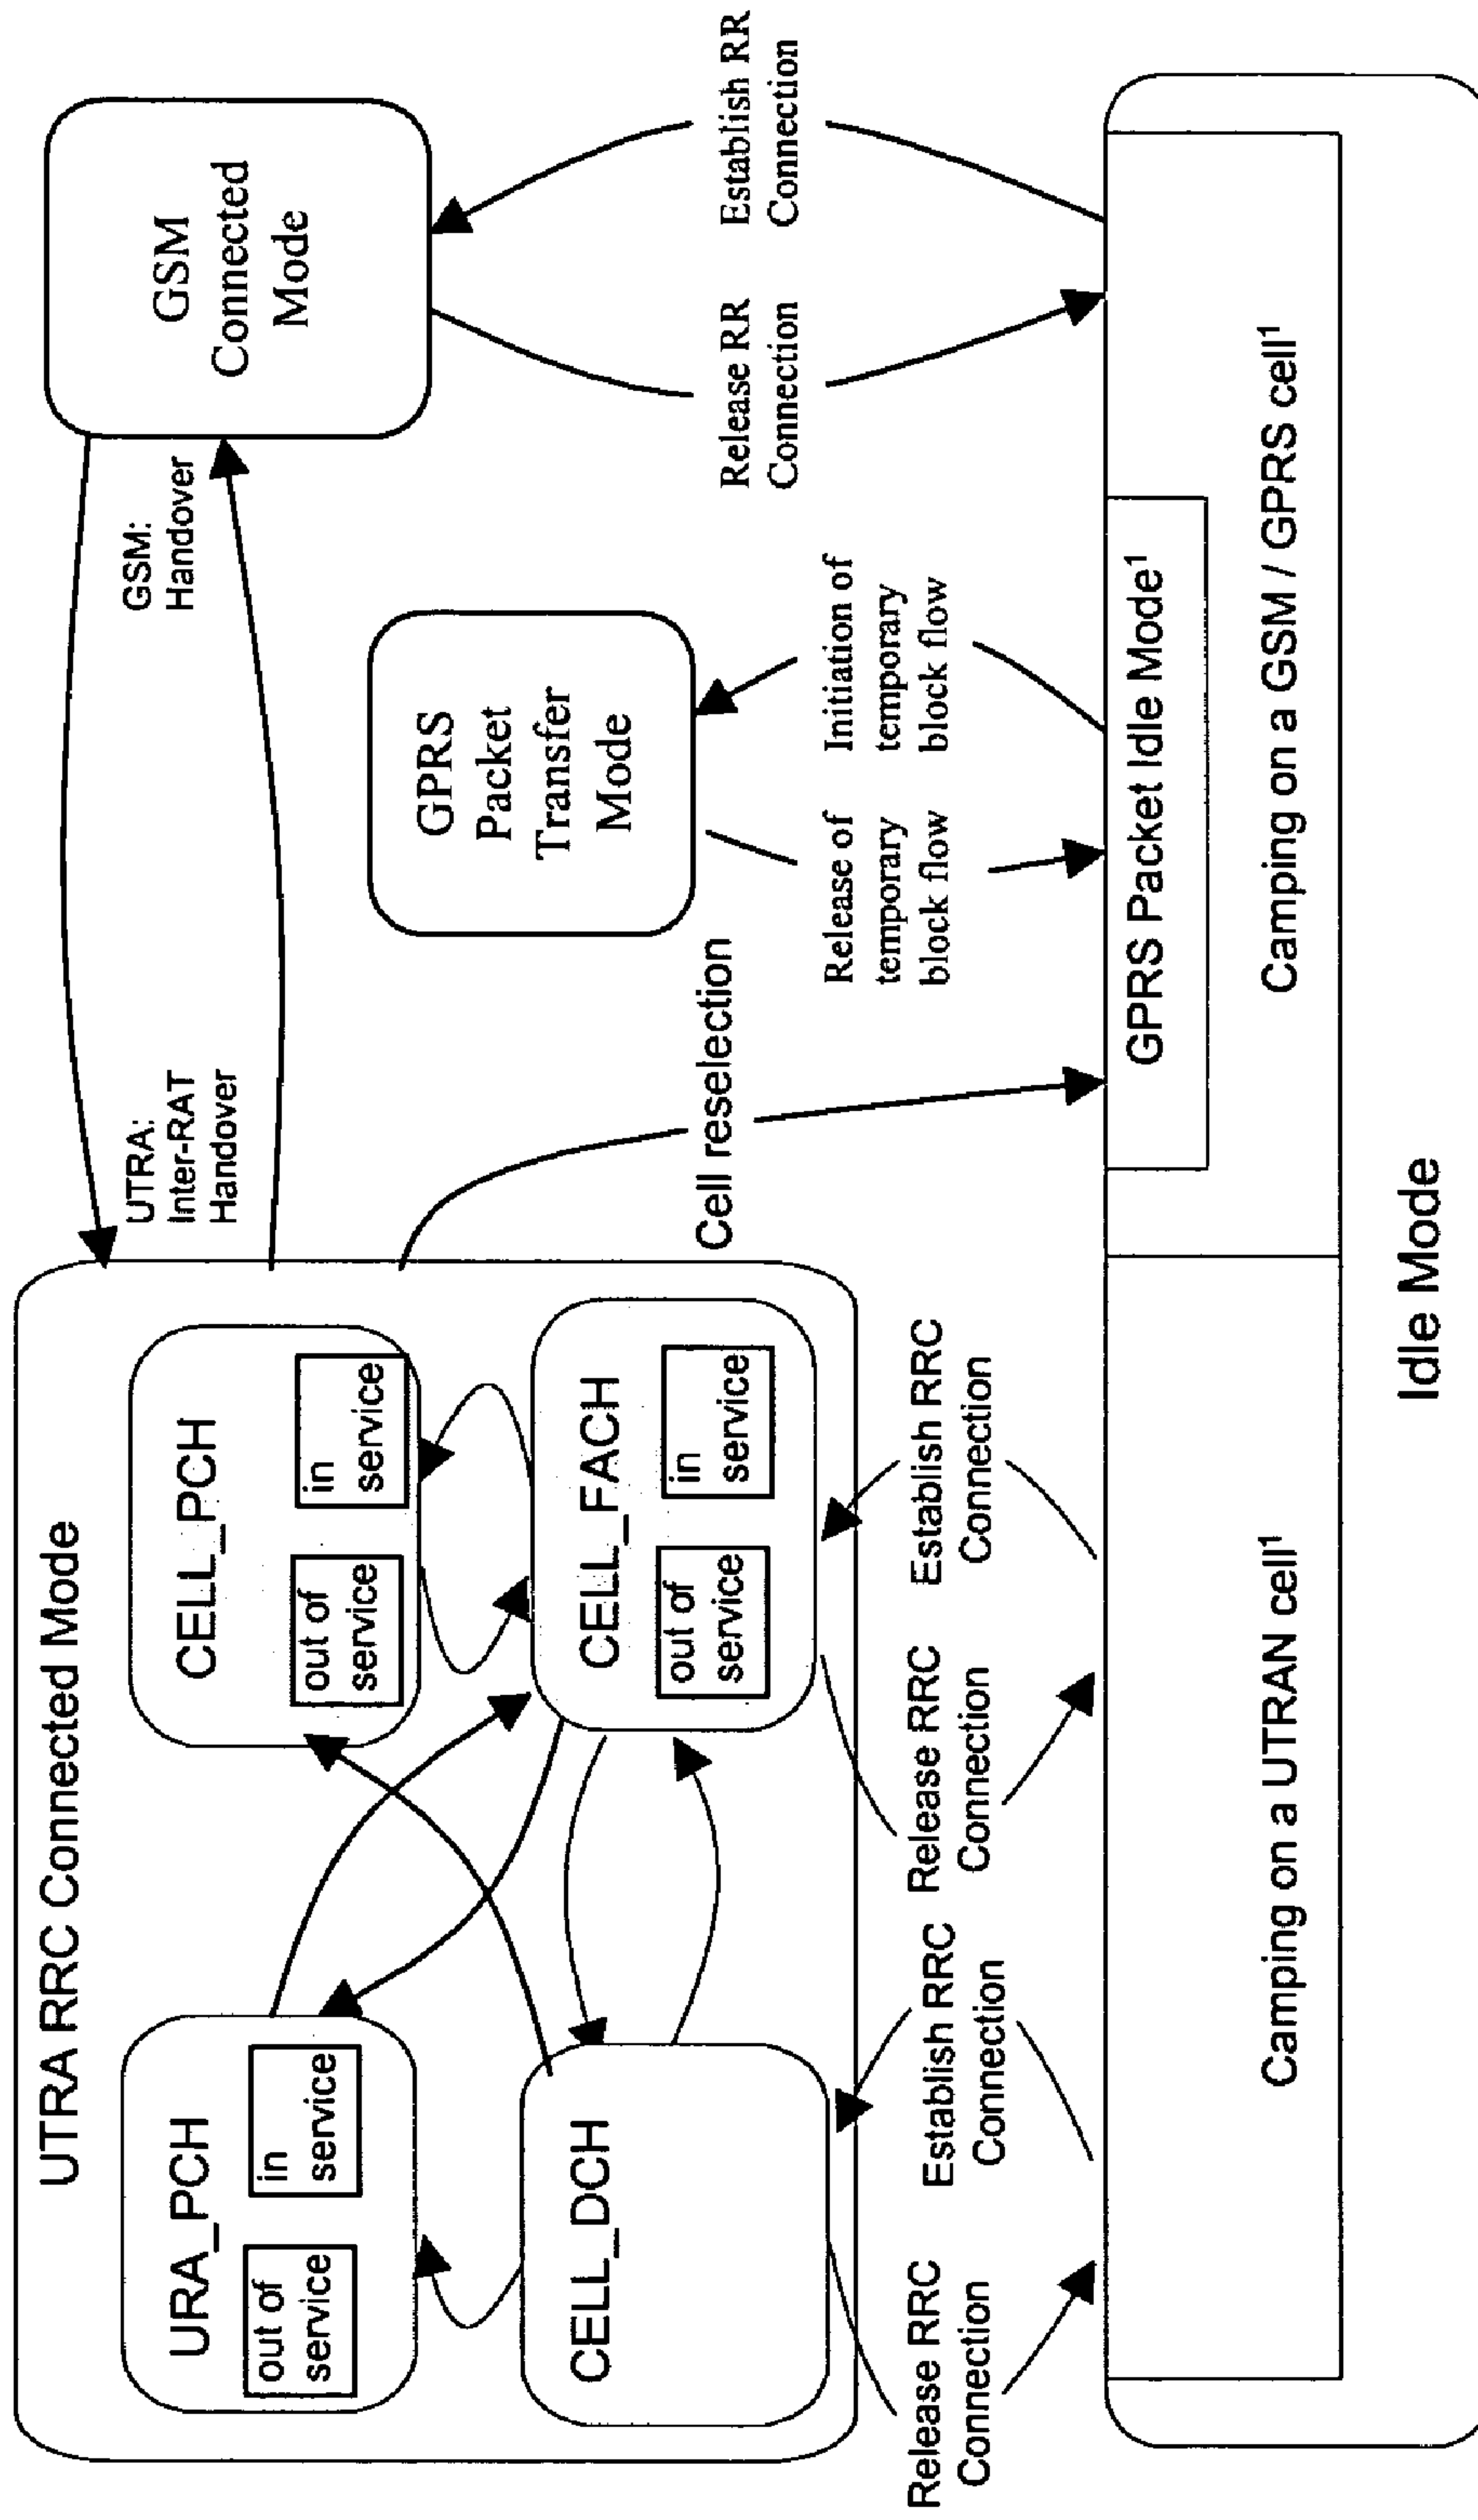 UTRA RRC Connected Mode
URA_PCH
out of
service
in
service
CELL_PCH
out of
service
in
service
CELL_DCH
CELL_FACH
out of
service
in
service
UTRA:
Inter-RAT
Handover
GSM:
Handover
GSM
Connected
Mode
GPRS
Packet
Transfer
Mode
Cell reselection
Release RRC
Connection
Establish RRC
Connection
Release RRC
Connection
Establish RRC
Connection
Release of
temporary
block flow
Initiation of
temporary
block flow
Release RR
Connection
Establish RR
Connection
GPRS Packet Idle Mode¹
Camping on a UTRAN cell¹
Camping on a GSM / GPRS cell¹
Idle Mode